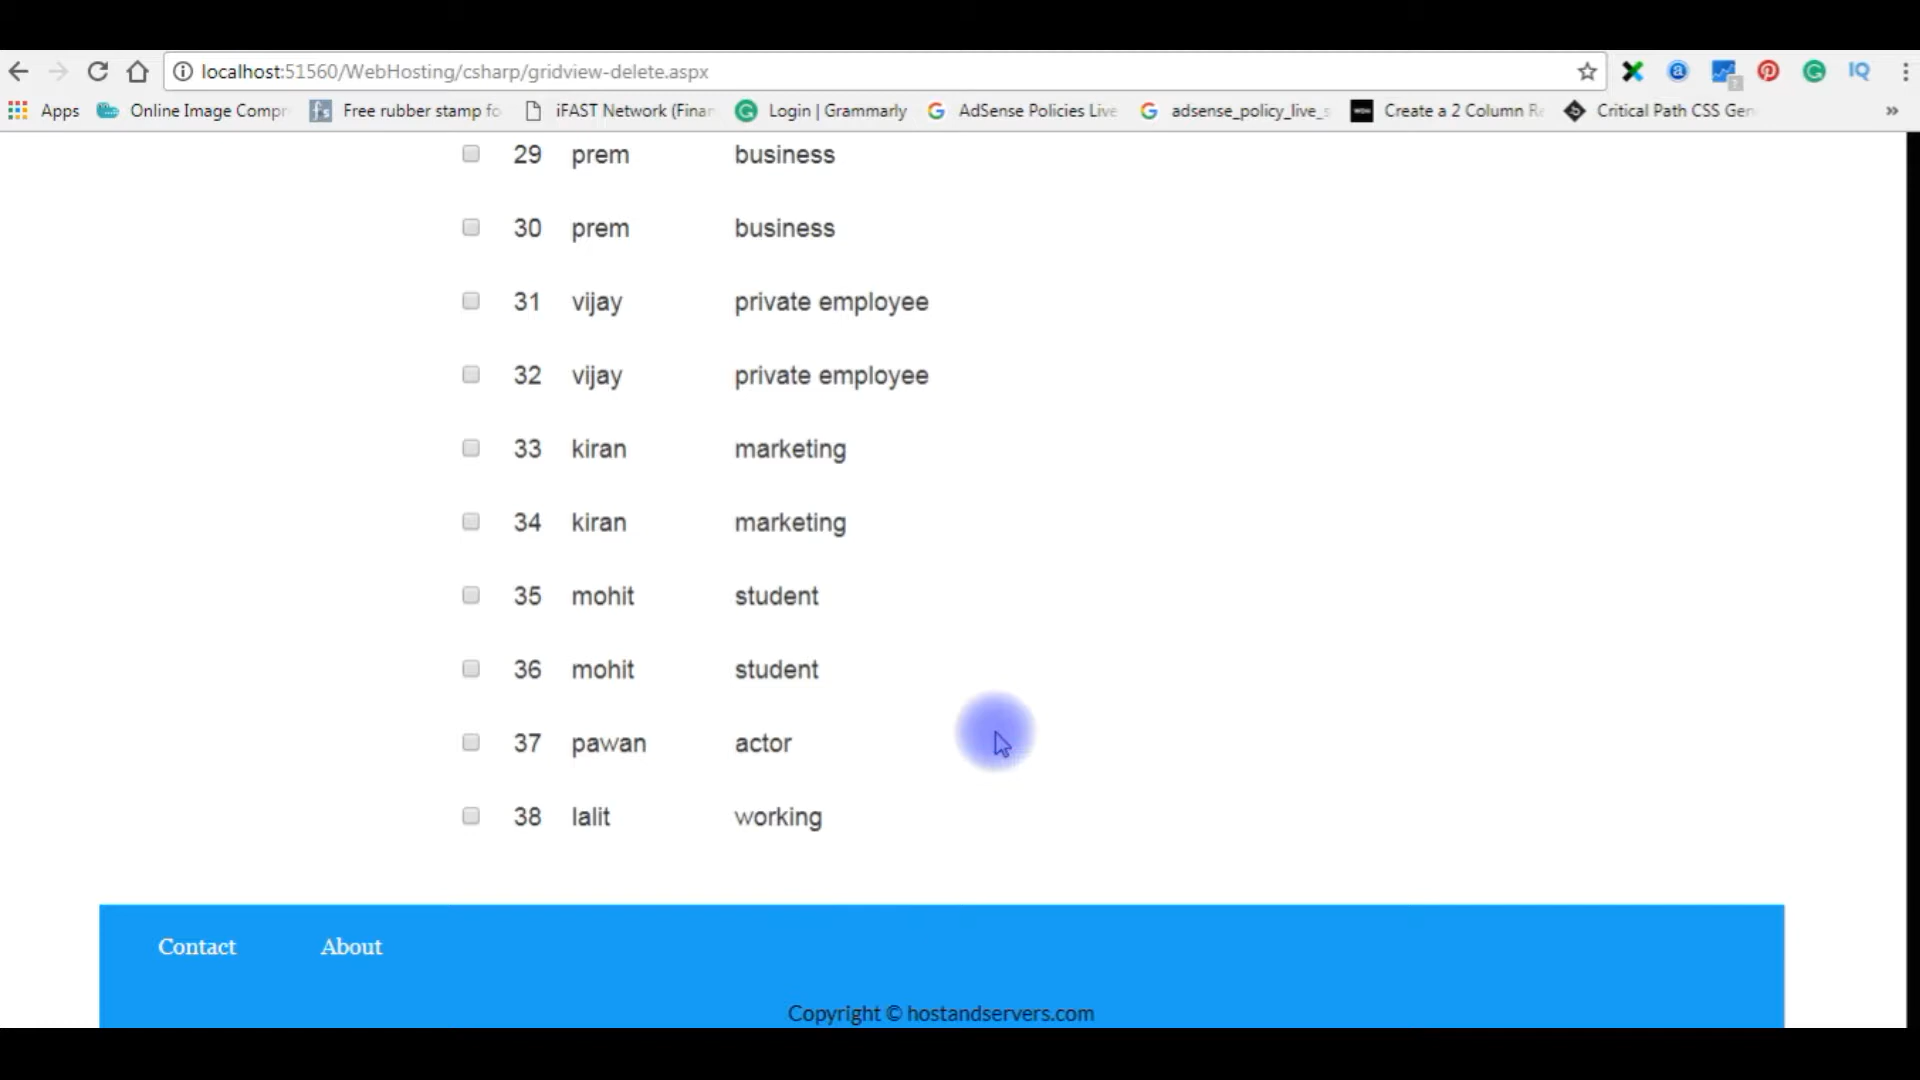 localhost:51560/WebHosting/csharp/gridview-delete.aspx
Apps Online Image Compr Free rubber stamp fo iFAST Network (Finan Login | Grammarly AdSense Policies Live adsense_policy_live_s Create a 2 Column Re Critical Path CSS Gen »
29 prem business
30 prem business
31 vijay private employee
32 vijay private employee
33 kiran marketing
34 kiran marketing
35 mohit student
36 mohit student
37 pawan actor
38 lalit working
Contact About
Copyright © hostandservers.com